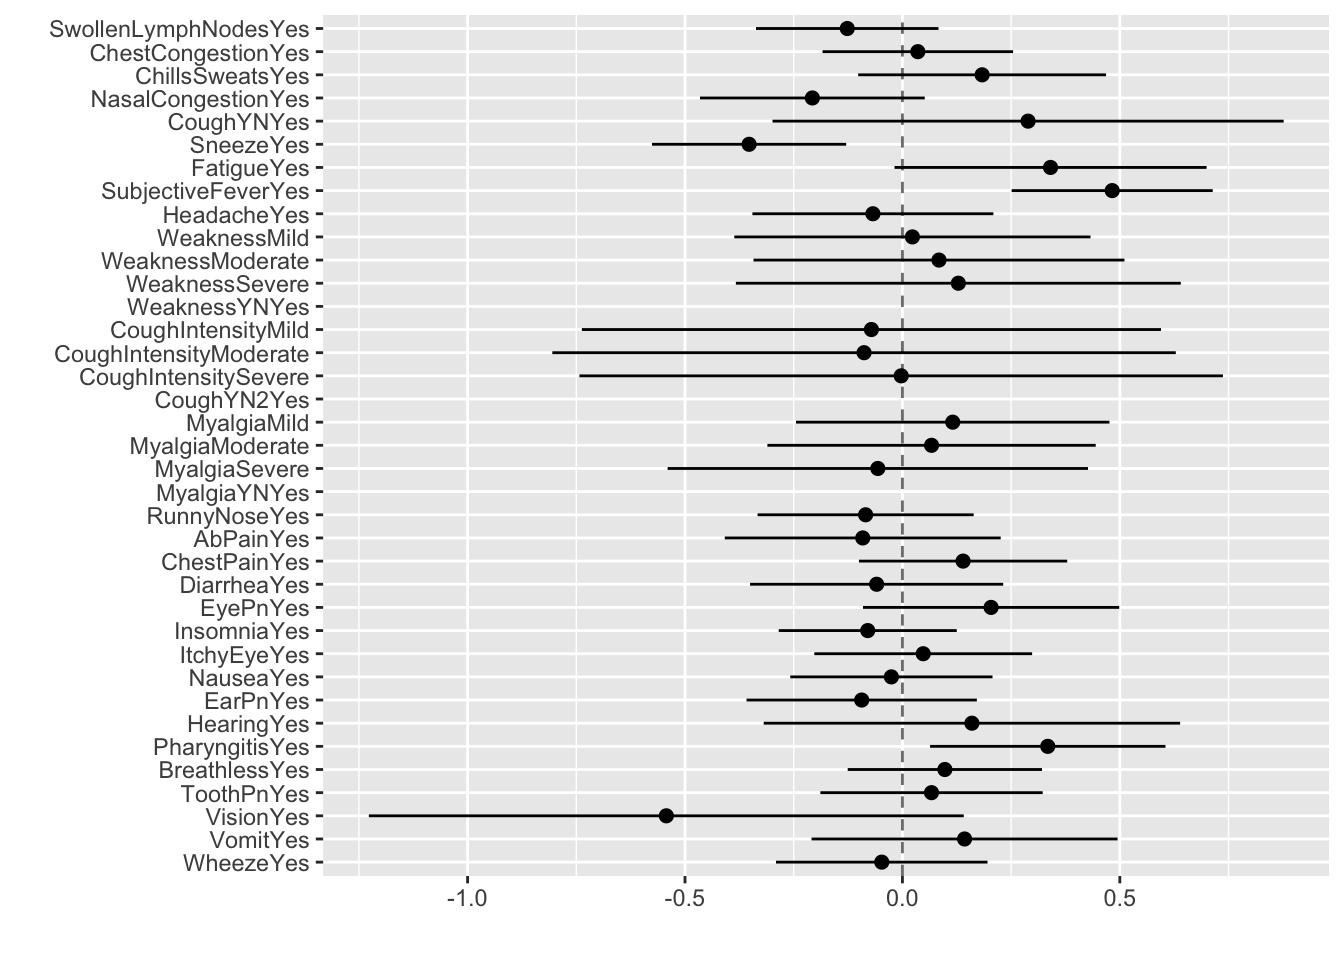 SwollenLymphNodesYes
ChestCongestionYes
ChillsSweatsYes
NasalCongestionYes
CoughYNYes
SneezeYes
FatigueYes
SubjectiveFeverYes
HeadacheYes
WeaknessMild
WeaknessModerate
WeaknessSevere
WeaknessYNYes
CoughIntensityMild
CoughIntensityModerate
CoughIntensitySevere
CoughYN2Yes
MyalgiaMild
MyalgiaModerate
MyalgiaSevere
MyalgiaYNYes
RunnyNoseYes
AbPainYes
ChestPainYes
DiarrheaYes
EyePnYes
InsomniaYes
ItchyEyeYes
NauseaYes
EarPnYes
HearingYes
PharyngitisYes
BreathlessYes
ToothPnYes
VisionYes
VomitYes
WheezeYes
-1.0 -0.5 0.0 0.5